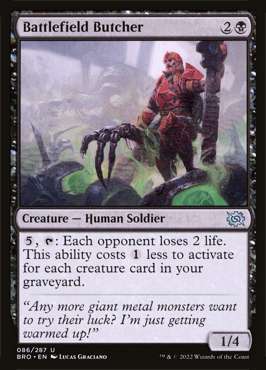 Battlefield Butcher 2
Creature — Human Soldier
5, T: Each opponent loses 2 life.
This ability costs 1 less to activate
for each creature card in your
graveyard.
“Any more giant metal monsters
want to try their luck? I’m just getting
warmed up!”
1/4
086/287 U
BRO • EN LUCAS GRACIANO
™ & © 2022 Wizards of the Coast